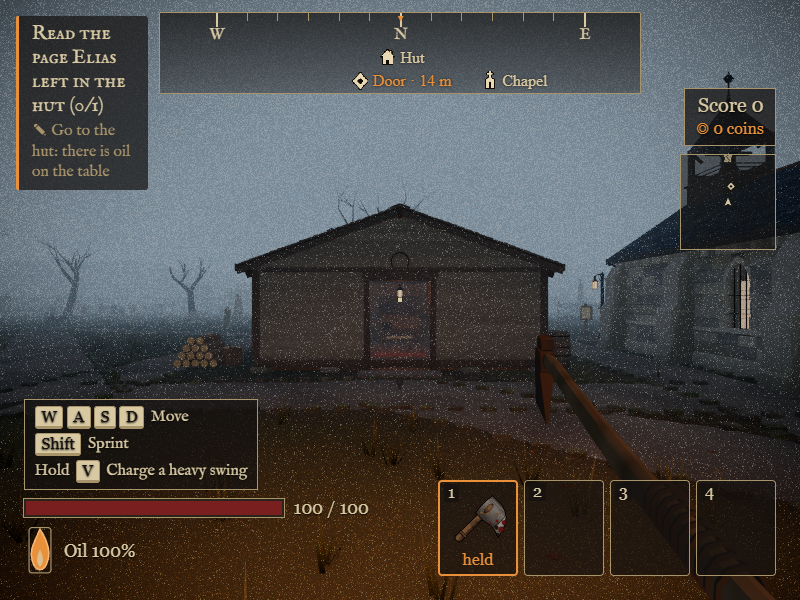 READ THE
PAGE ELIAS
LEFT IN THE
HUT (0/1)
Go to the
hut: there is oil
on the table
W N E
Hut
Door · 14 m Chapel
Score 0
0 coins
W A S D Move
Shift Sprint
Hold V Charge a heavy swing
100 / 100
Oil 100%
1 2 3 4
held